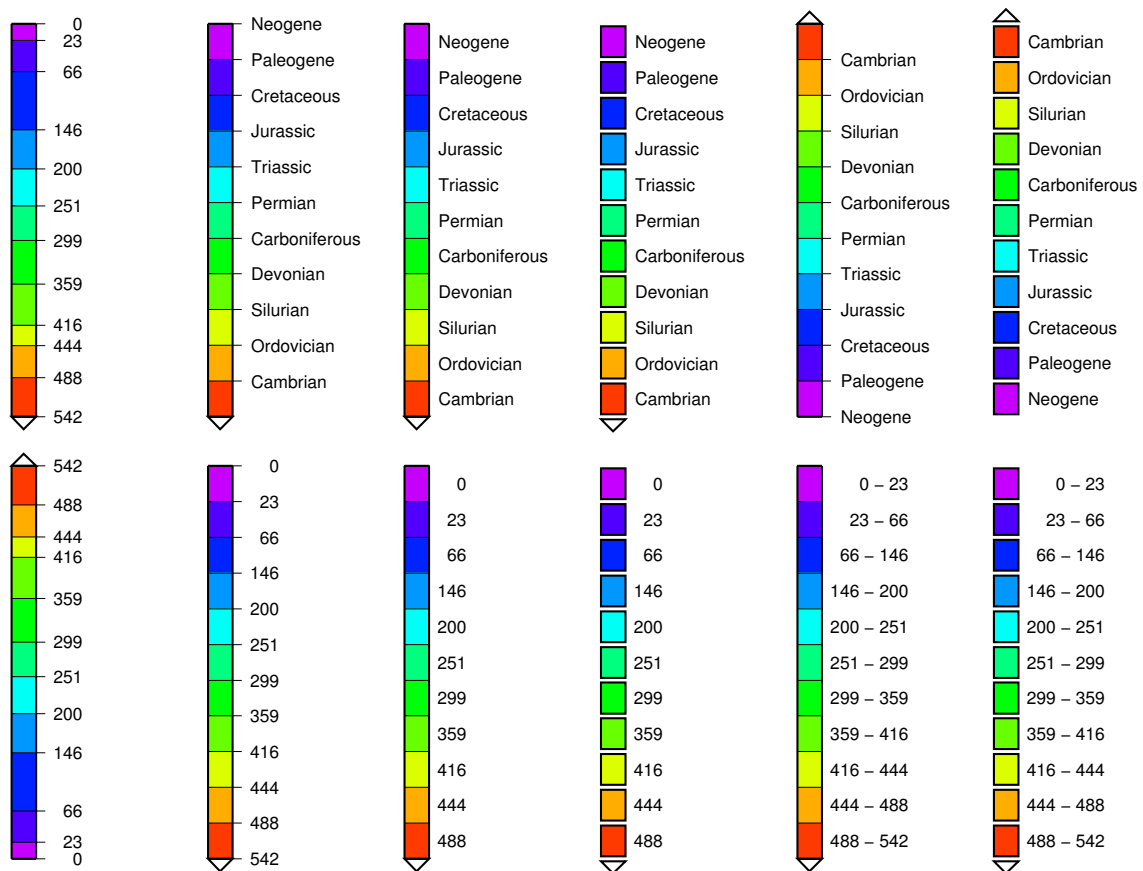 0
23
66
146
200
251
299
359
416
444
488
542
Neogene
Paleogene
Cretaceous
Jurassic
Triassic
Permian
Carboniferous
Devonian
Silurian
Ordovician
Cambrian
Neogene
Paleogene
Cretaceous
Jurassic
Triassic
Permian
Carboniferous
Devonian
Silurian
Ordovician
Cambrian
Neogene
Paleogene
Cretaceous
Jurassic
Triassic
Permian
Carboniferous
Devonian
Silurian
Ordovician
Cambrian
Cambrian
Ordovician
Silurian
Devonian
Carboniferous
Permian
Triassic
Jurassic
Cretaceous
Paleogene
Neogene
Cambrian
Ordovician
Silurian
Devonian
Carboniferous
Permian
Triassic
Jurassic
Cretaceous
Paleogene
Neogene
542
488
444
416
359
299
251
200
146
66
23
0
0
23
66
146
200
251
299
359
416
444
488
542
0
23
66
146
200
251
299
359
416
444
488
0
23
66
146
200
251
299
359
416
444
488
0 – 23
23 – 66
66 – 146
146 – 200
200 – 251
251 – 299
299 – 359
359 – 416
416 – 444
444 – 488
488 – 542
0 – 23
23 – 66
66 – 146
146 – 200
200 – 251
251 – 299
299 – 359
359 – 416
416 – 444
444 – 488
488 – 542